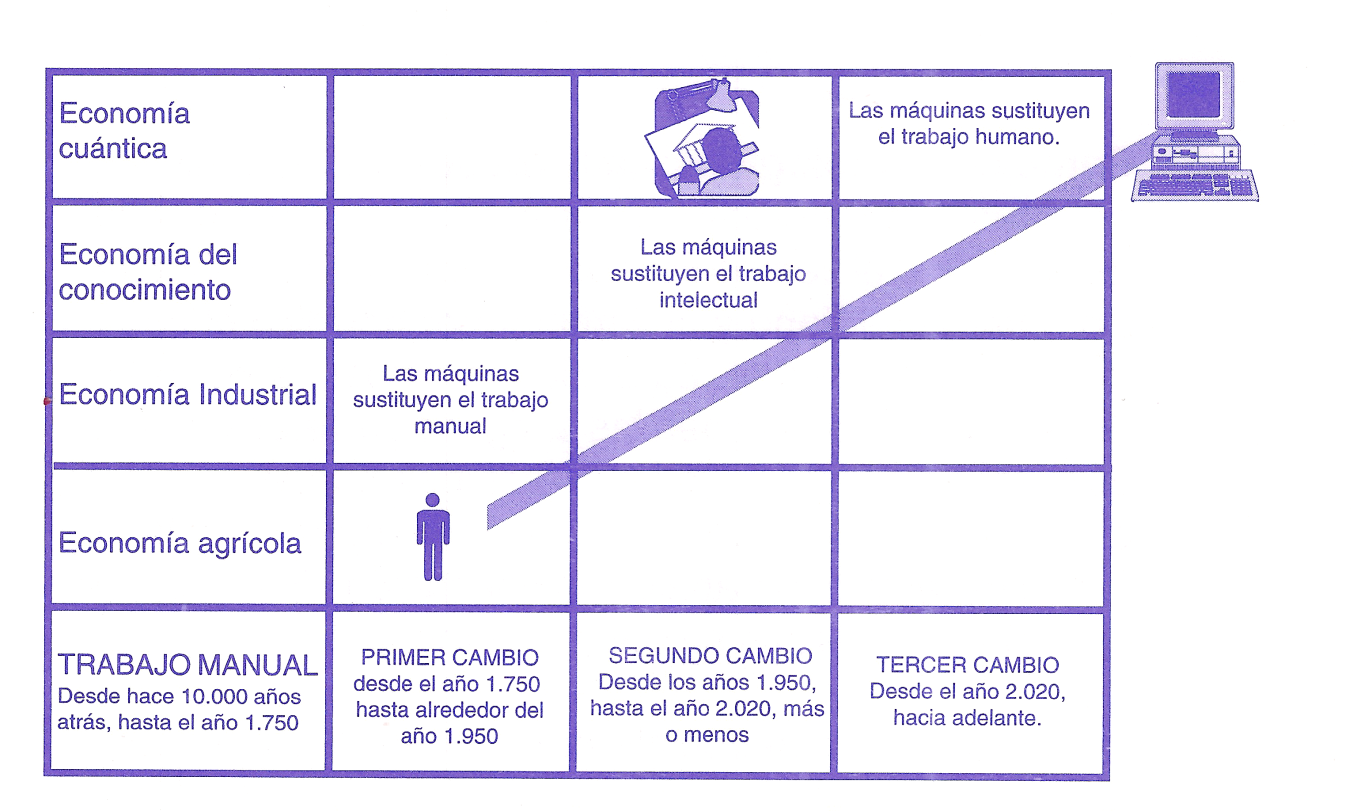 Economía
cuántica
Las máquinas sustituyen
el trabajo humano.
Economía del
conocimiento
Las máquinas
sustituyen el trabajo
intelectual
Economía Industrial
Las máquinas
sustituyen el trabajo
manual
Economía agrícola
TRABAJO MANUAL
Desde hace 10.000 años
atrás, hasta el año 1.750
PRIMER CAMBIO
desde el año 1.750
hasta alrededor del
año 1.950
SEGUNDO CAMBIO
Desde los años 1.950,
hasta el año 2.020, más
o menos
TERCER CAMBIO
Desde el año 2.020,
hacia adelante.